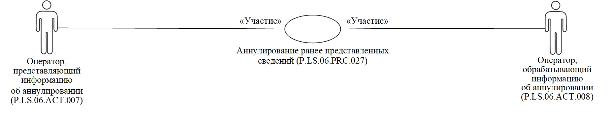 «Участие»
«Участие»
Аннулирование ранее представленных
сведений (P.LS.06.PRC.027)
Оператор
представляющий
информацию
об аннулировании
(P.LS.06.ACT.007)
Оператор,
обрабатывающий
информацию
об аннулировании
(P.LS.06.ACT.008)